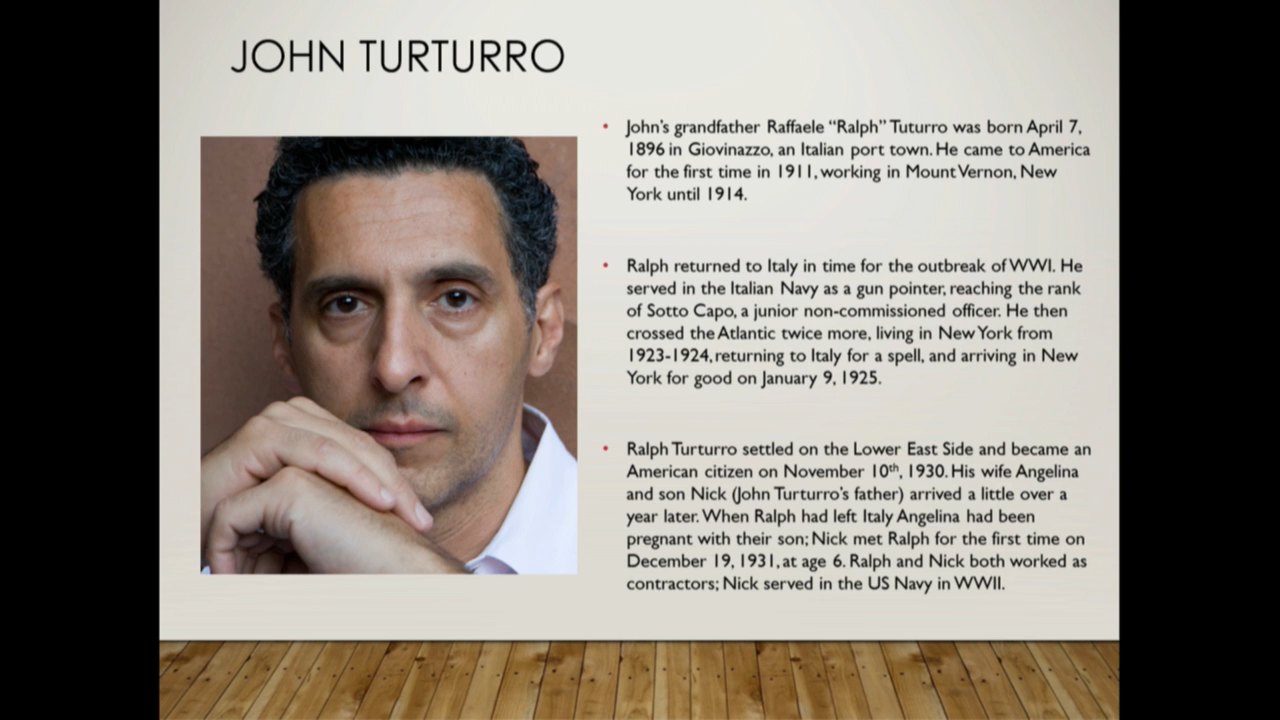 JOHN TURTURRO
• John's grandfather Raffaele “Ralph” Tuturro was born April 7,
1896 in Giovinazzo, an Italian port town. He came to America
for the first time in 1911, working in Mount Vernon, New
York until 1914.
• Ralph returned to Italy in time for the outbreak of WWI. He
served in the Italian Navy as a gun pointer, reaching the rank
of Sotto Capo, a junior non-commissioned officer. He then
crossed the Atlantic twice more, living in New York from
1923-1924, returning to Italy for a spell, and arriving in New
York for good on January 9, 1925.
• Ralph Turturro settled on the Lower East Side and became an
American citizen on November 10th, 1930. His wife Angelina
and son Nick (John Turturro's father) arrived a little over a
year later. When Ralph had left Italy Angelina had been
pregnant with their son; Nick met Ralph for the first time on
December 19, 1931, at age 6. Ralph and Nick both worked as
contractors; Nick served in the US Navy in WWII.